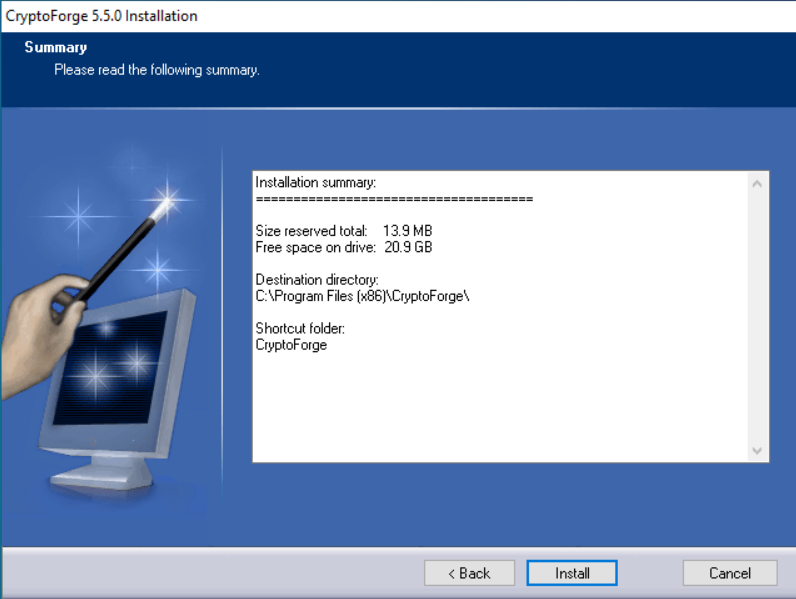 CryptoForge 5.5.0 Installation
Summary
Please read the following summary.
Installation summary:
=====================================
Size reserved total: 13.9 MB
Free space on drive: 20.9 GB
Destination directory:
C:\Program Files (x86)\CryptoForge\
Shortcut folder:
CryptoForge
< Back
Install
Cancel